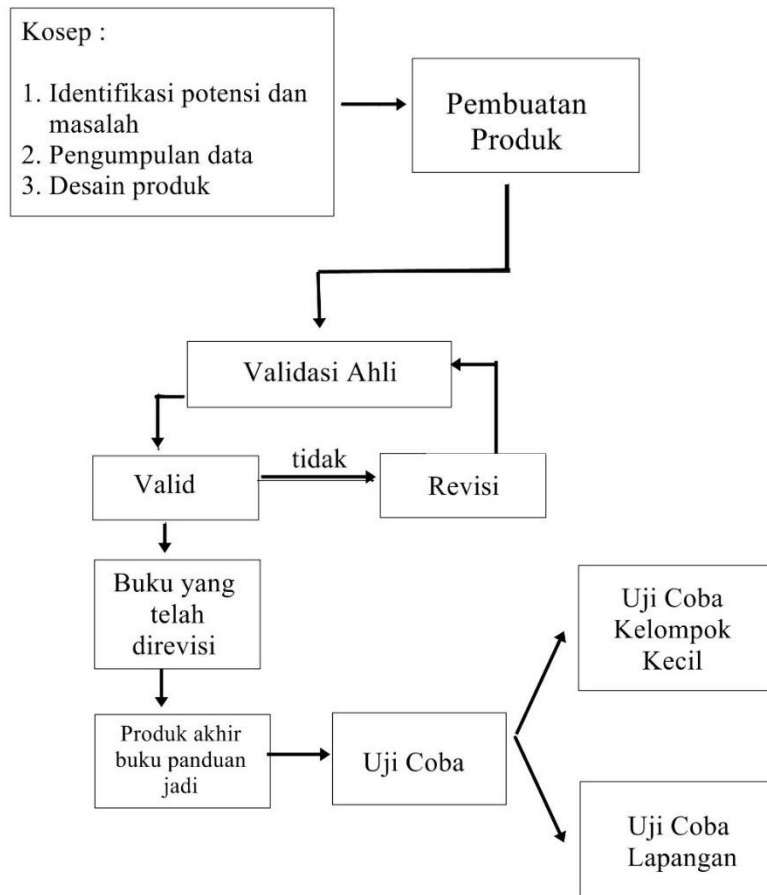 Kosep :
1. Identifikasi potensi dan
masalah
2. Pengumpulan data
3. Desain produk
Pembuatan
Produk
Validasi Ahli
Valid
tidak
Revisi
Buku yang
telah
direvisi
Produk akhir
buku panduan
jadi
Uji Coba
Uji Coba
Kelompok
Kecil
Uji Coba
Lapangan